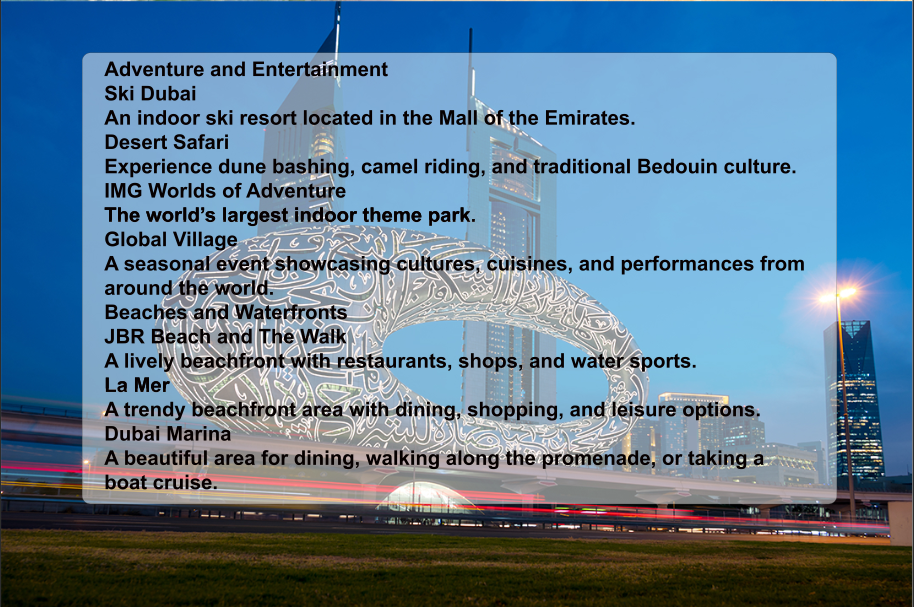 Adventure and Entertainment
Ski Dubai
An indoor ski resort located in the Mall of the Emirates.
Desert Safari
Experience dune bashing, camel riding, and traditional Bedouin culture.
IMG Worlds of Adventure
The world’s largest indoor theme park.
Global Village
A seasonal event showcasing cultures, cuisines, and performances from
around the world.
Beaches and Waterfronts
JBR Beach and The Walk
A lively beachfront with restaurants, shops, and water sports.
La Mer
A trendy beachfront area with dining, shopping, and leisure options.
Dubai Marina
A beautiful area for dining, walking along the promenade, or taking a
boat cruise.